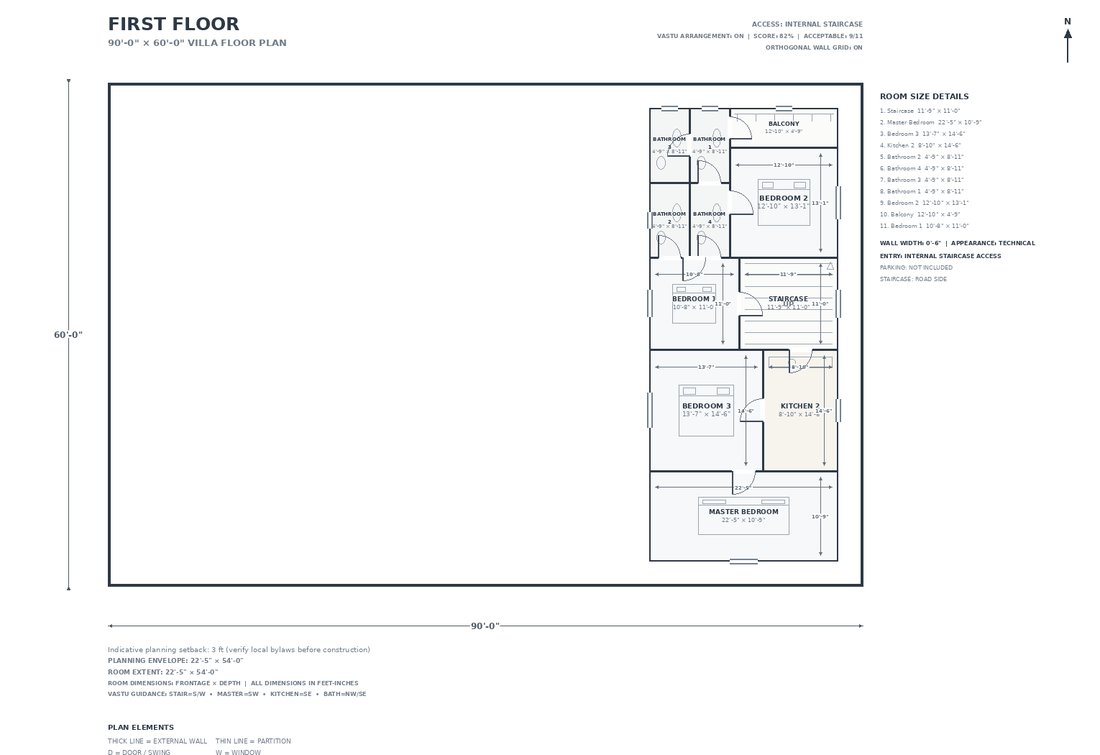 FIRST FLOOR
90'-0" × 60'-0" VILLA FLOOR PLAN
ACCESS: INTERNAL STAIRCASE
VASTU ARRANGEMENT: ON | SCORE: 82% | ACCEPTABLE: 9/11
ORTHOGONAL WALL GRID: ON
N
60'-0"
BATHROOM
3
4'-9" × 8'-11"
BATHROOM
1
4'-9" × 8'-11"
BALCONY
12'-10" × 4'-9"
12'-10"
BEDROOM 2
12'-10" × 13'-1"
13'-1"
BATHROOM
2
4'-9" × 8'-11"
BATHROOM
4
4'-9" × 8'-11"
10'-8"
BEDROOM 1
10'-8" × 11'-0"
11'-0"
11'-9"
STAIRCASE
UP
11'-9" × 11'-0"
11'-0"
13'-7"
BEDROOM 3
13'-7" × 14'-6"
14'-6"
8'-10"
KITCHEN 2
8'-10" × 14'-6"
14'-6"
22'-5"
MASTER BEDROOM
22'-5" × 10'-9"
10'-9"
ROOM SIZE DETAILS
1. Staircase 11'-9" × 11'-0"
2. Master Bedroom 22'-5" × 10'-9"
3. Bedroom 3 13'-7" × 14'-6"
4. Kitchen 2 8'-10" × 14'-6"
5. Bathroom 2 4'-9" × 8'-11"
6. Bathroom 4 4'-9" × 8'-11"
7. Bathroom 3 4'-9" × 8'-11"
8. Bathroom 1 4'-9" × 8'-11"
9. Bedroom 2 12'-10" × 13'-1"
10. Balcony 12'-10" × 4'-9"
11. Bedroom 1 10'-8" × 11'-0"
WALL WIDTH: 0'-6" | APPEARANCE: TECHNICAL
ENTRY: INTERNAL STAIRCASE ACCESS
PARKING: NOT INCLUDED
STAIRCASE: ROAD SIDE
90'-0"
Indicative planning setback: 3 ft (verify local bylaws before construction)
PLANNING ENVELOPE: 22'-5" × 54'-0"
ROOM EXTENT: 22'-5" × 54'-0"
ROOM DIMENSIONS: FRONTAGE × DEPTH | ALL DIMENSIONS IN FEET-INCHES
VASTU GUIDANCE: STAIR=S/W • MASTER=SW • KITCHEN=SE • BATH=NW/SE
PLAN ELEMENTS
THICK LINE = EXTERNAL WALL THIN LINE = PARTITION
D = DOOR / SWING W = WINDOW